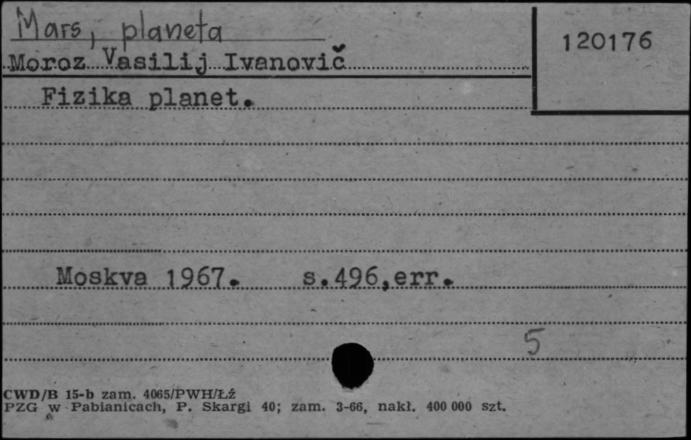 Mars, planeta
120176
Moroz Vasilij Ivanovič
Fizika planet.
Moskva 1967. s.496,err.
5
CWD/B 15-b zam. 4065/PWH/Łź
PZG w Pabianicach, P. Skargi 40; zam. 3-66, nakł. 400 000 szt.